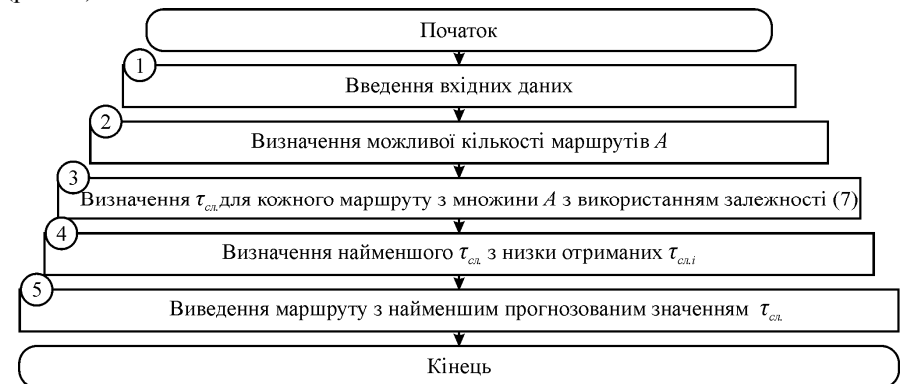 Початок
1
Введення вхідних даних
2
Визначення можливої кількості маршрутів A
3
Визначення τсл. для кожного маршруту з множини A з використанням залежності (7)
4
Визначення найменшого τсл. з низки отриманих τсл.i
5
Виведення маршруту з найменшим прогнозованим значенням τсл.
Кінець